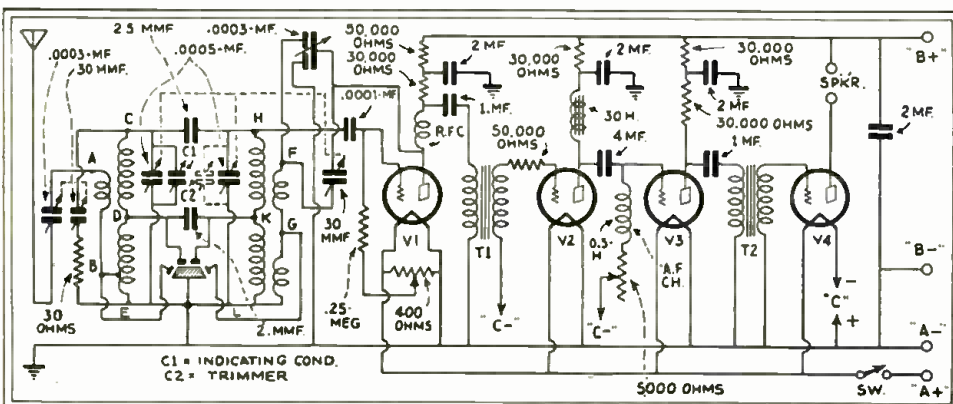 .0003-MF.
30 MMF.
25 MMF
.0005-MF.
.0003-MF.
50,000
OHMS
30,000
OHMS
.0001-MF.
2 MF
1. MF.
R.F.C.
50,000
OHMS
30,000
OHMS
2 MF.
30 H.
4 MF.
30,000
OHMS
2 MF
30,000 OHMS
1 MF.
SPKR.
2 MF.
"B+"
"B-"
"A-"
"A+"
C
H
A
C1
F
D
C2
K
G
B
E
L
30
OHMS
2. MMF.
30
MMF.
.25
MEG
V1
400
OHMS
T1
"C-"
V2
0.3-
H
"A.F.
CH.
"C-"
V3
T2
V4
-
"C"
+
5000 OHMS
SW.
C1 = INDICATING COND.
C2 = TRIMMER